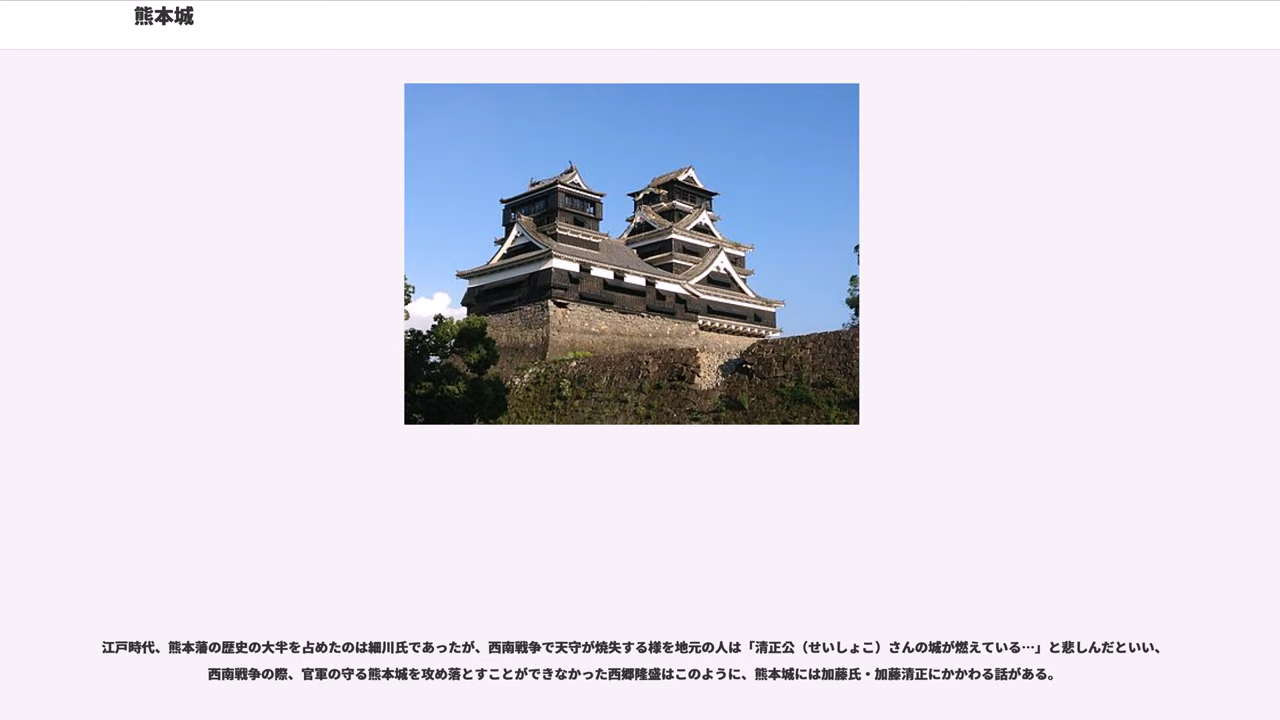 熊本城
江戸時代、熊本藩の歴史の大半を占めたのは細川氏であったが、西南戦争で天守が焼失する様を地元の人は「清正公（せいしょこ）さんの城が燃えている…」と悲しんだといい、
西南戦争の際、官軍の守る熊本城を攻め落とすことができなかった西郷隆盛はこのように、熊本城には加藤氏・加藤清正にかかわる話がある。